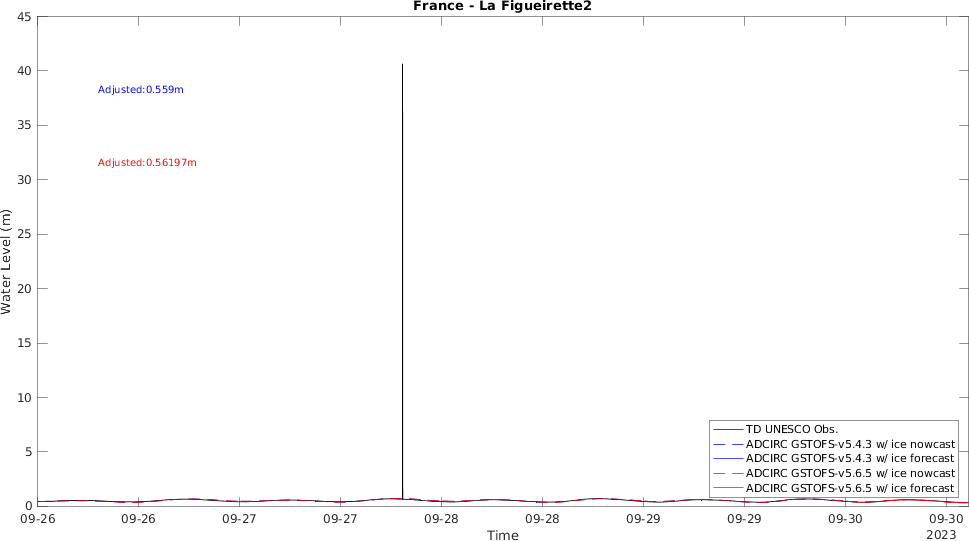 France - La Figueirette2
45
40
35
30
25
20
15
10
5
0
Water Level (m)
Adjusted:0.559m
Adjusted:0.56197m
TD UNESCO Obs.
ADCIRC GSTOFS-v5.4.3 w/ ice nowcast
ADCIRC GSTOFS-v5.4.3 w/ ice forecast
ADCIRC GSTOFS-v5.6.5 w/ ice nowcast
ADCIRC GSTOFS-v5.6.5 w/ ice forecast
09-26 09-26 09-27 09-27 09-28 09-28 09-29 09-29 09-30 09-30
2023
Time